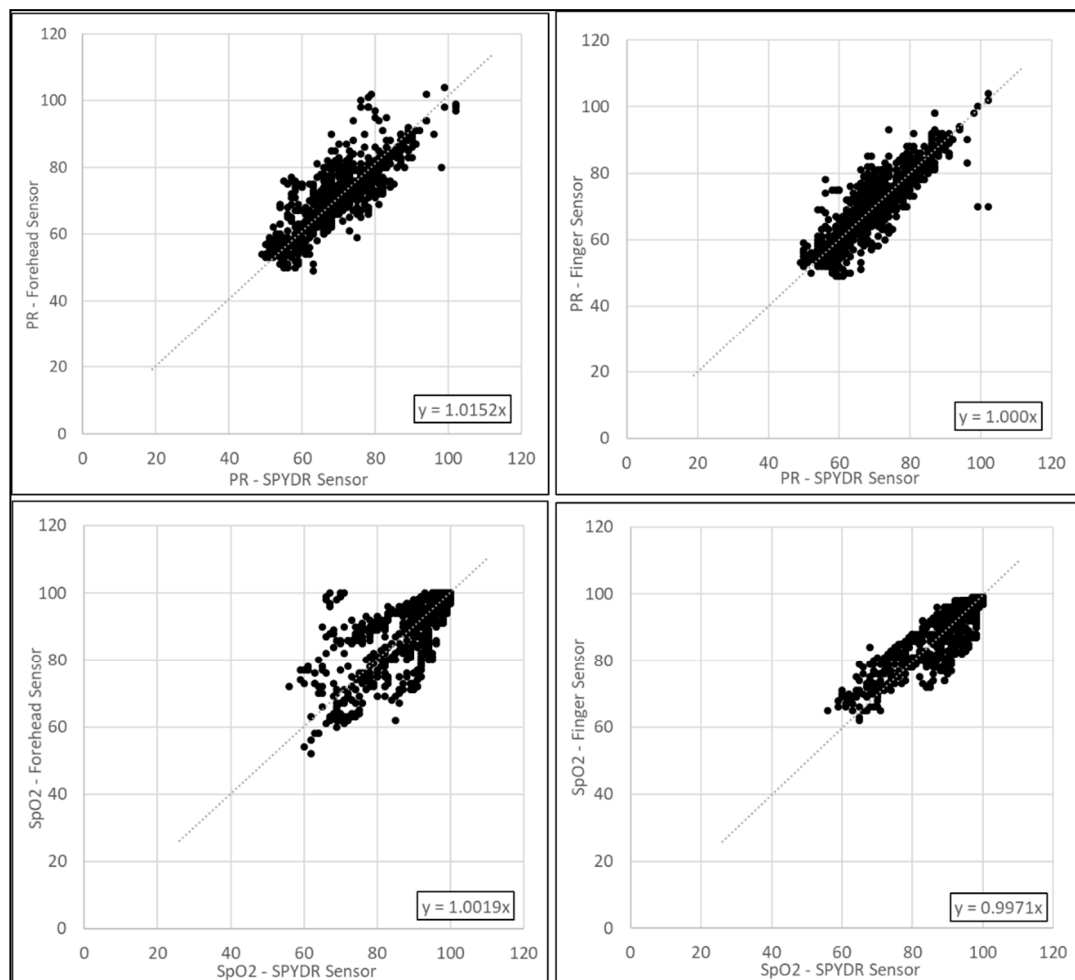 120
100
80
60
40
20
0
PR - Forehead Sensor
y = 1.0152x
0 20 40 60 80 100 120
PR - SPYDR Sensor
120
100
80
60
40
20
0
PR - Finger Sensor
y = 1.000x
0 20 40 60 80 100 120
PR - SPYDR Sensor
120
100
80
60
40
20
0
SpO2 - Forehead Sensor
y = 1.0019x
0 20 40 60 80 100 120
SpO2 - SPYDR Sensor
120
100
80
60
40
20
0
SpO2 - Finger Sensor
y = 0.9971x
0 20 40 60 80 100 120
SpO2 - SPYDR Sensor